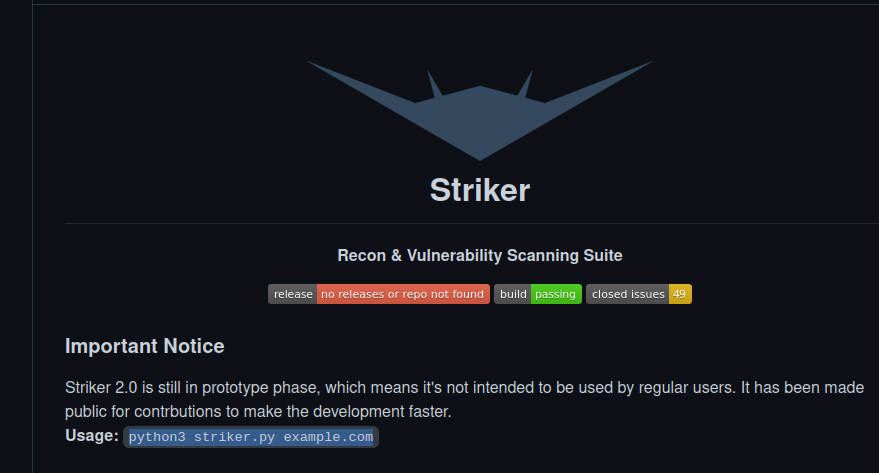 Striker
Recon & Vulnerability Scanning Suite
release no releases or repo not found build passing closed issues 49
Important Notice
Striker 2.0 is still in prototype phase, which means it's not intended to be used by regular users. It has been made
public for contrbutions to make the development faster.
Usage: python3 striker.py example.com